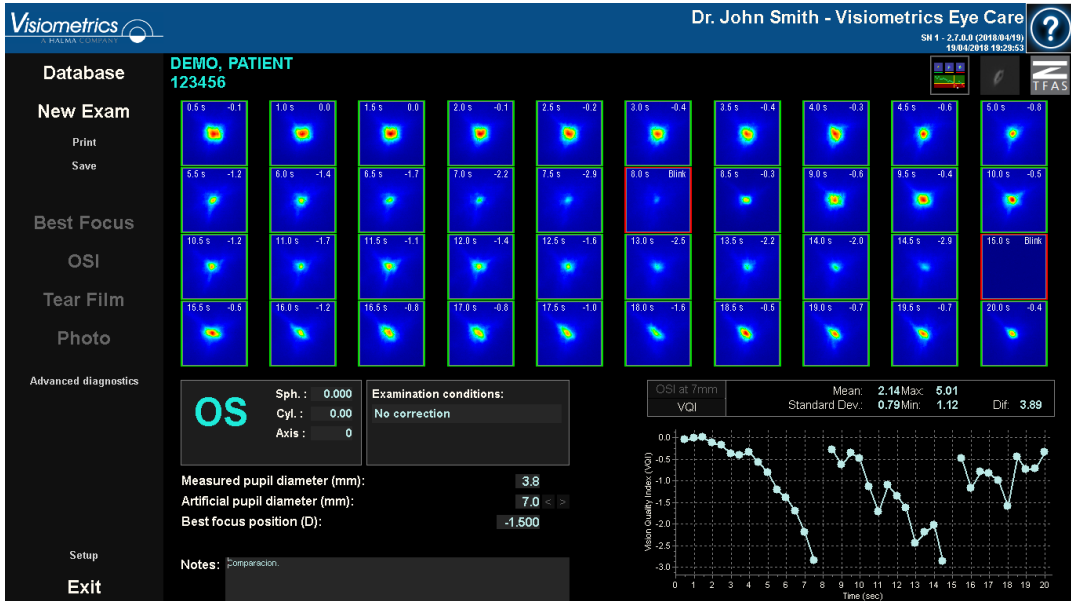 Visiometrics
A HALMA COMPANY
Dr. John Smith - Visiometrics Eye Care
SN 1 - 2.7.0.0 (2018/04/19)
19/04/2018 19:29:53
?
Database
New Exam
Print
Save
Best Focus
OSI
Tear Film
Photo
Advanced diagnostics
Setup
Exit
DEMO, PATIENT
123456
TFAS
0.5 s -0.1 1.0 s 0.0 1.5 s 0.0 2.0 s -0.1 2.5 s -0.2 3.0 s -0.4 3.5 s -0.4 4.0 s -0.3 4.5 s -0.6 5.0 s -0.8
5.5 s -1.2 6.0 s -1.4 6.5 s -1.7 7.0 s -2.2 7.5 s -2.9 8.0 s Blink 8.5 s -0.3 9.0 s -0.6 9.5 s -0.4 10.0 s -0.5
10.5 s -1.2 11.0 s -1.7 11.5 s -1.1 12.0 s -1.4 12.5 s -1.6 13.0 s -2.5 13.5 s -2.2 14.0 s -2.0 14.5 s -2.9 15.0 s Blink
15.5 s -0.5 16.0 s -1.2 16.5 s -0.8 17.0 s -0.8 17.5 s -1.0 18.0 s -1.6 18.5 s -0.5 19.0 s -0.7 19.5 s -0.7 20.0 s -0.4
OS
Sph.: 0.000
Cyl.: 0.00
Axis: 0
Examination conditions:
No correction
Measured pupil diameter (mm): 3.8
Artificial pupil diameter (mm): 7.0 < >
Best focus position (D): -1.500
Notes: Comparacion.
OSI at 7mm
VQI
Mean: 2.14 Max: 5.01
Standard Dev.: 0.79 Min: 1.12 Dif: 3.89
Vision Quality Index (VQI)
0.0
-0.5
-1.0
-1.5
-2.0
-2.5
-3.0
0 1 2 3 4 5 6 7 8 9 10 11 12 13 14 15 16 17 18 19 20
Time (sec)